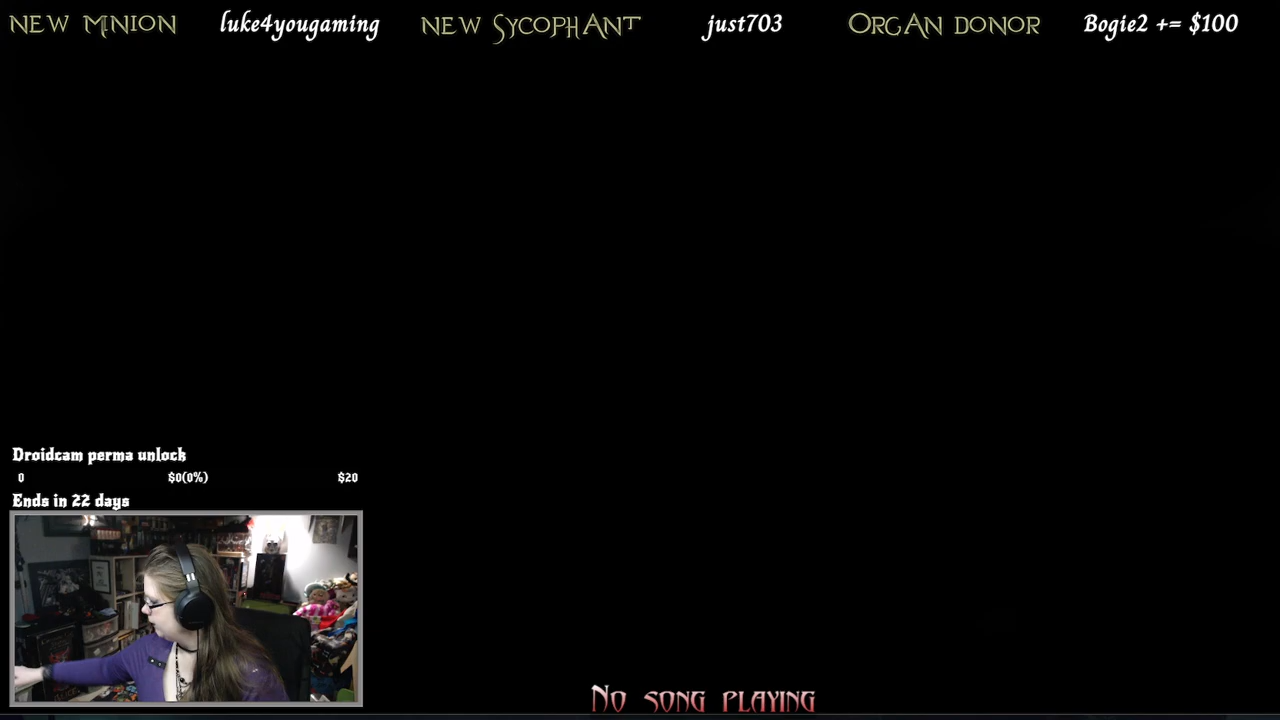 NEW MINION luke4yougaming NEW SYCOPHANT just703 ORGAN DONOR Bogie2 += $100
Droidcam perma unlock
0 $0(0%) $20
Ends in 22 days
No song playing